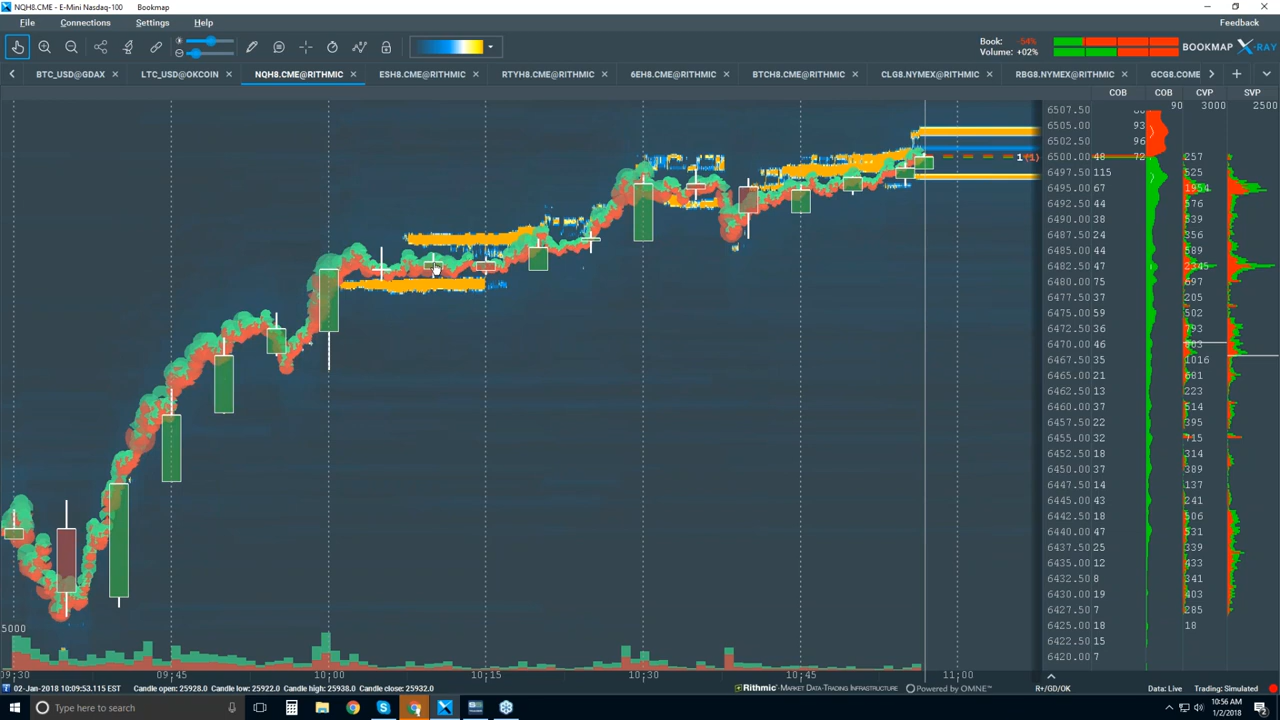 NQH8.CME - E-Mini Nasdaq-100 Bookmap
File Connections Settings Help Feedback
Book: -54%
Volume: +02%
BOOKMAP X-RAY
BTC_USD@GDAX LTC_USD@OKCOIN NQH8.CME@RITHMIC ESH8.CME@RITHMIC RTYH8.CME@RITHMIC 6EH8.CME@RITHMIC BTCH8.CME@RITHMIC CLG8.NYMEX@RITHMIC RBG8.NYMEX@RITHMIC GCG8.COME
COB COB CVP SVP
90 3000 2500
6507.50
6505.00 93
6502.50 96
6500.00 48 72 257
1 (1)
6497.50 115 525
6495.00 67 1954
6492.50 44 576
6490.00 38 539
6487.50 24 356
6485.00 44 589
6482.50 47 2345
6480.00 75 656
6477.50 37 205
6475.00 59 502
6472.50 36 793
6470.00 46
6467.50 35 1016
6465.00 21
6462.50 13 223
6460.00 37 514
6457.50 22 395
6455.00 32 715
6452.50 18 314
6450.00 37 389
6447.50 14 137
6445.00 43 241
6442.50 18 506
6440.00 47 531
6437.50 25 339
6435.00 12 433
6432.50 8 341
6430.00 19 403
6427.50 7 285
6425.00 18 18
6422.50 15
6420.00 7
5000
09:30 09:45 10:00 10:15 10:30 10:45 11:00
02-Jan-2018 10:09:53.115 EST Candle open: 25928.0 Candle low: 25922.0 Candle high: 25938.0 Candle close: 25932.0 Rithmic - MARKET-DATA-TRADING-INFRASTRUCTURE Powered by OMNE™ R+/GD/OK Data: Live Trading: Simulated
Type here to search
10:56 AM
1/2/2018
2